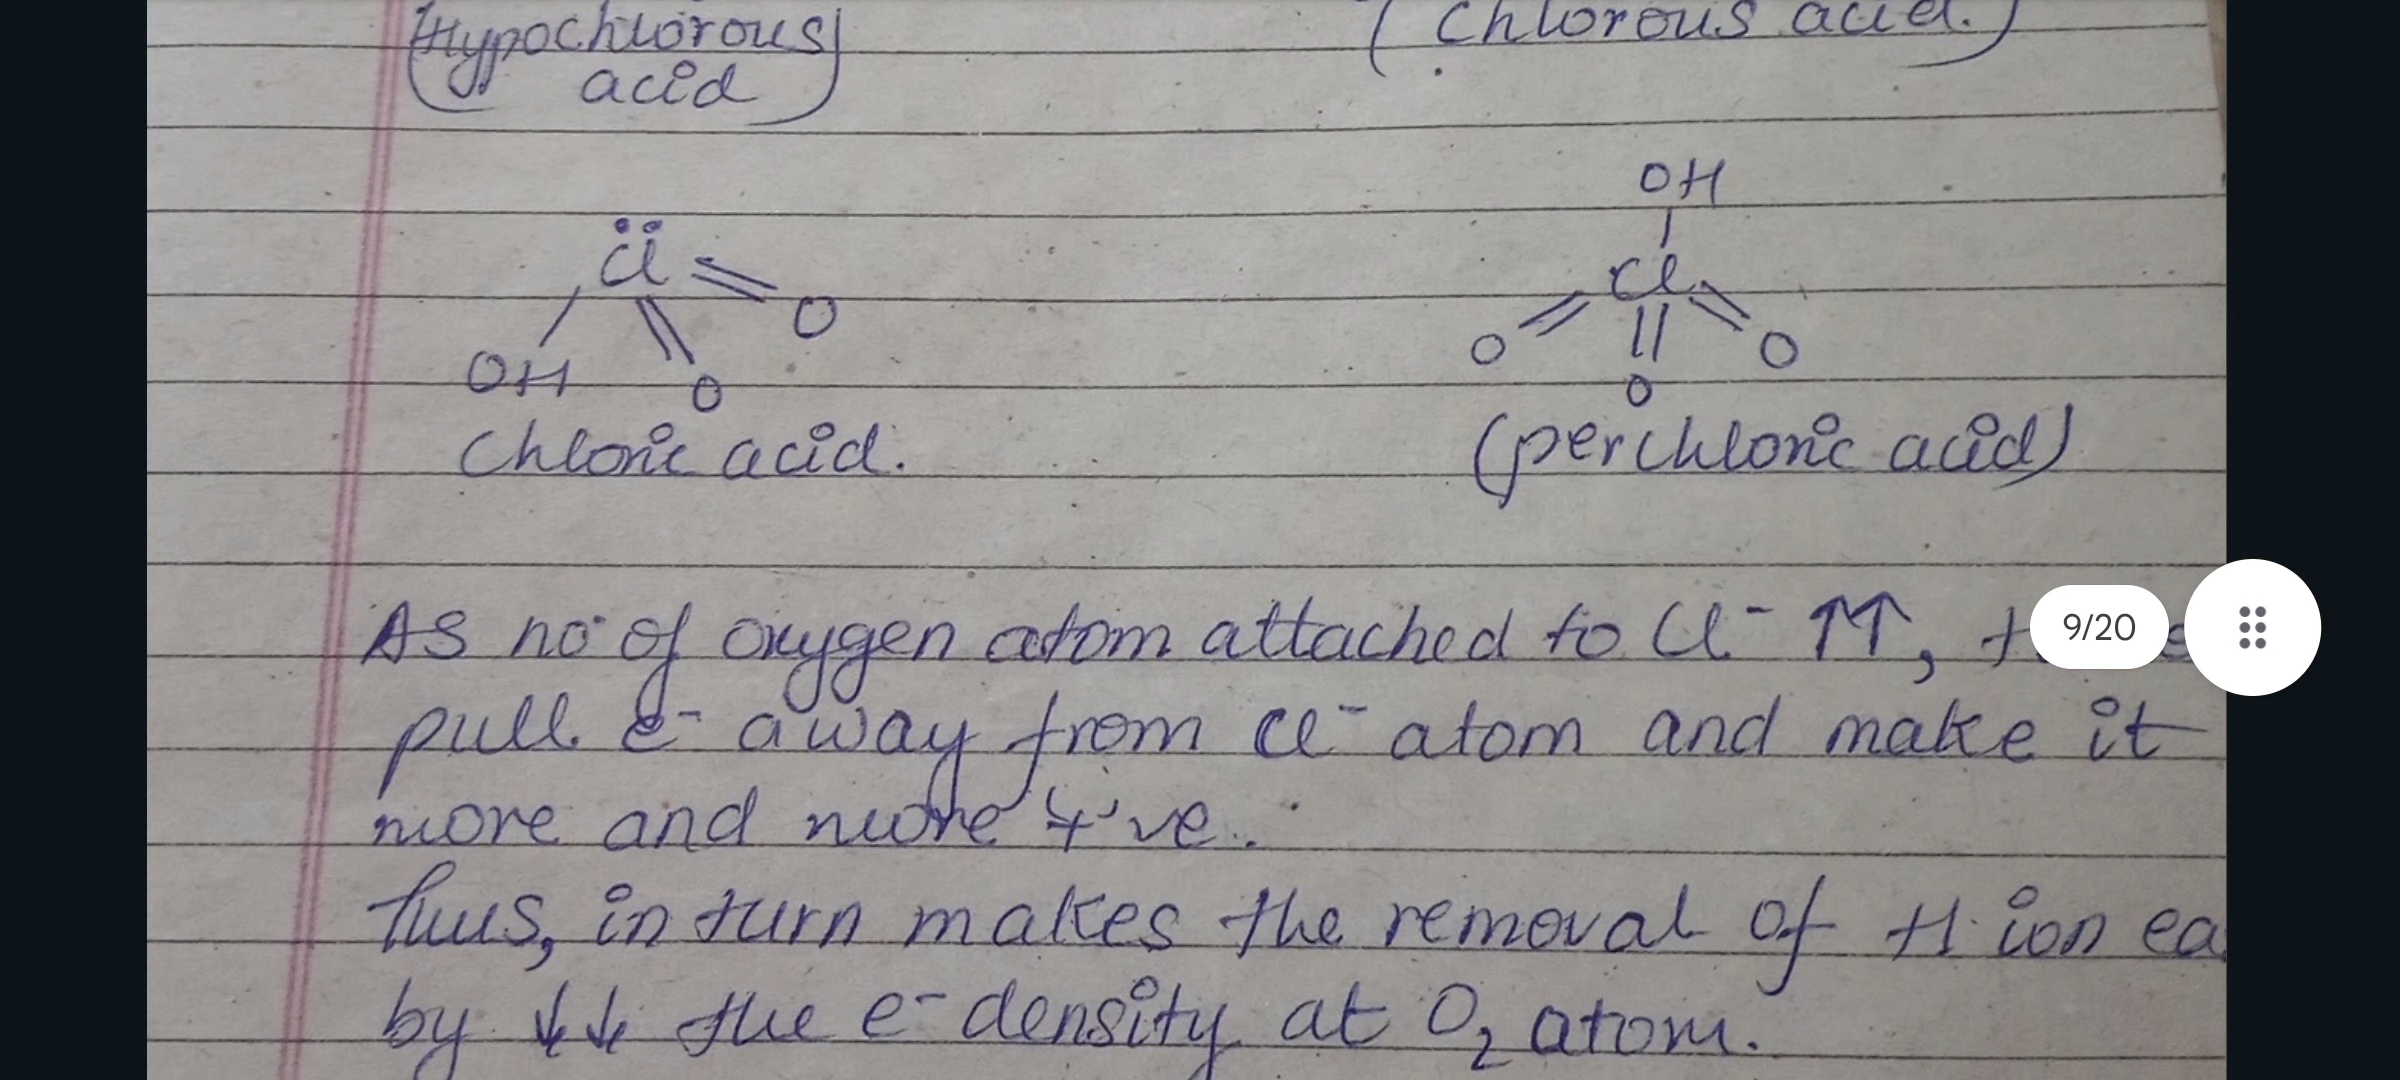 (Hypochlorous
acid)
(Chlorous acid.)
OH
Cl
O
OH
O
Chloric acid.
Cl
O
O
O
(perchloric acid)
As no. of oxygen atom attached to Cl⁻ ↑↑,
9/20
pull e⁻ away from Cl⁻ atom and make it
more and more +'ve.
Thus, in turn makes the removal of H ion
by ↓↓ the e⁻ density at O₂ atom.